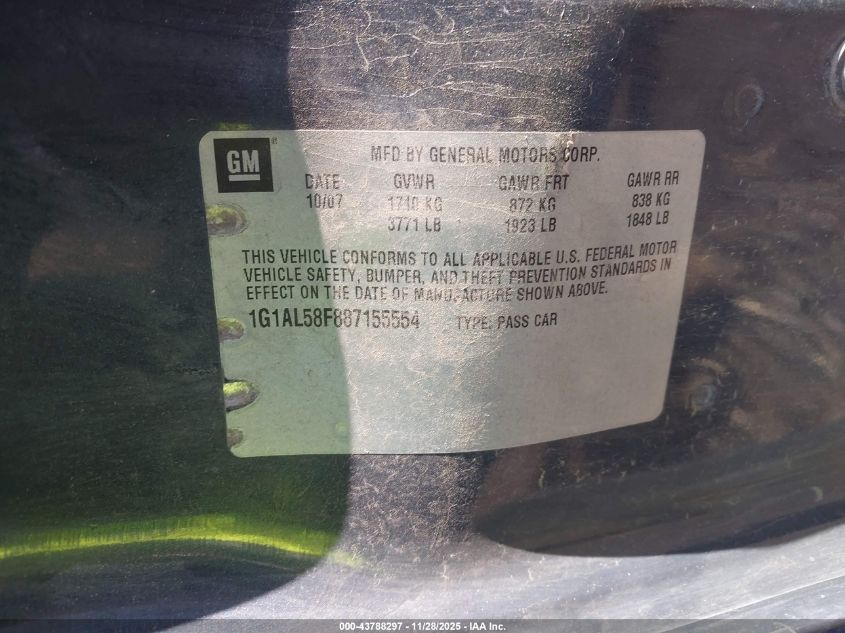 GM
MFD BY GENERAL MOTORS CORP.
DATE GVWR GAWR FRT GAWR RR
10/07 1710 KG 872 KG 838 KG
3771 LB 1923 LB 1848 LB
THIS VEHICLE CONFORMS TO ALL APPLICABLE U.S. FEDERAL MOTOR
VEHICLE SAFETY, BUMPER, AND THEFT PREVENTION STANDARDS IN
EFFECT ON THE DATE OF MANUFACTURE SHOWN ABOVE.
1G1AL58F887155554 TYPE: PASS CAR
000-43788297 - 11/28/2025 - IAA Inc.